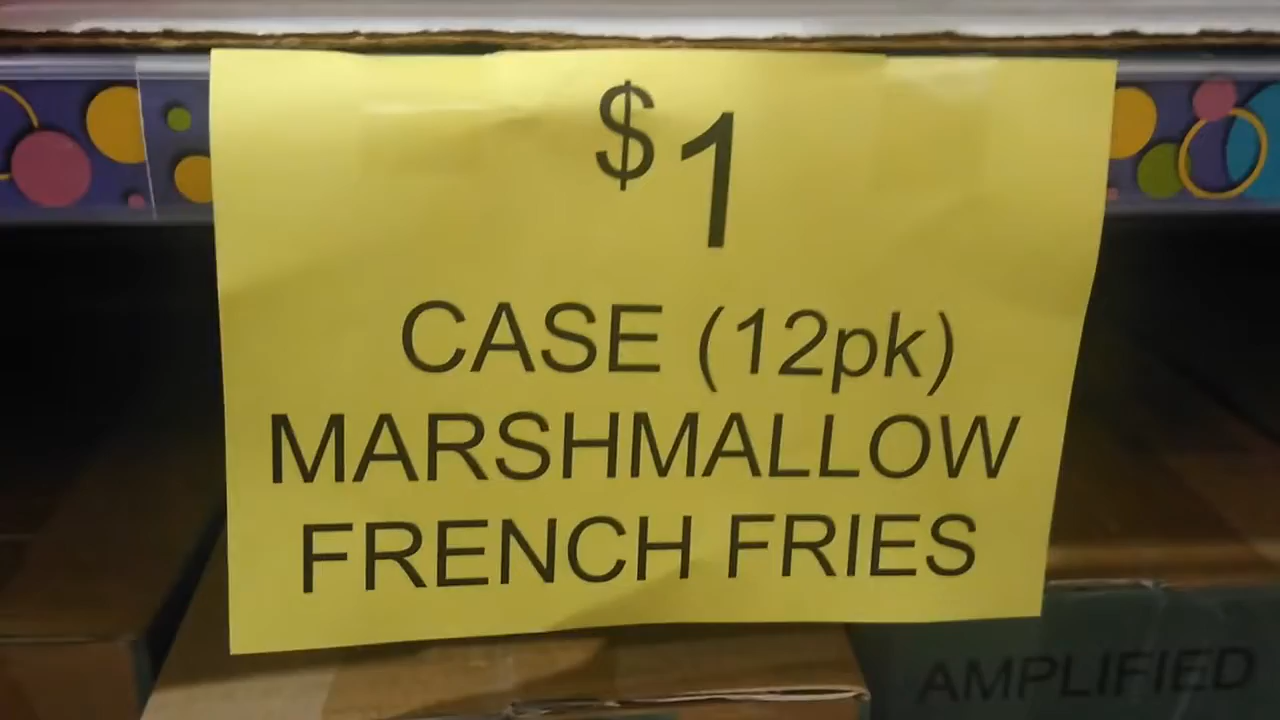 $1
CASE (12pk)
MARSHMALLOW
FRENCH FRIES
AMPLIFIED